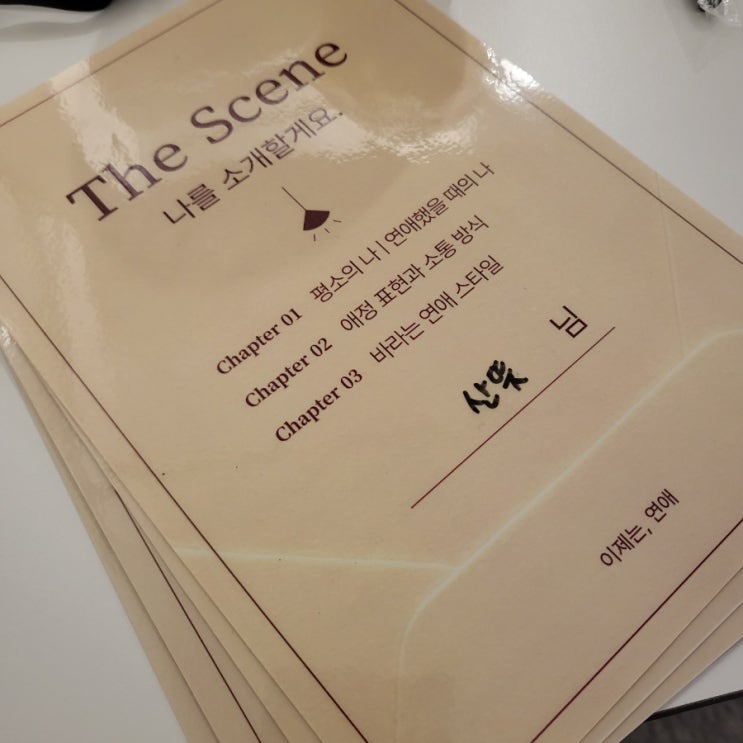 The Scene
나를 소개할게요.
Chapter 01 평소의 나 | 연애했을 때의 나
Chapter 02 애정 표현과 소통 방식
Chapter 03 바라는 연애 스타일
산뜻 님
이제는, 연애